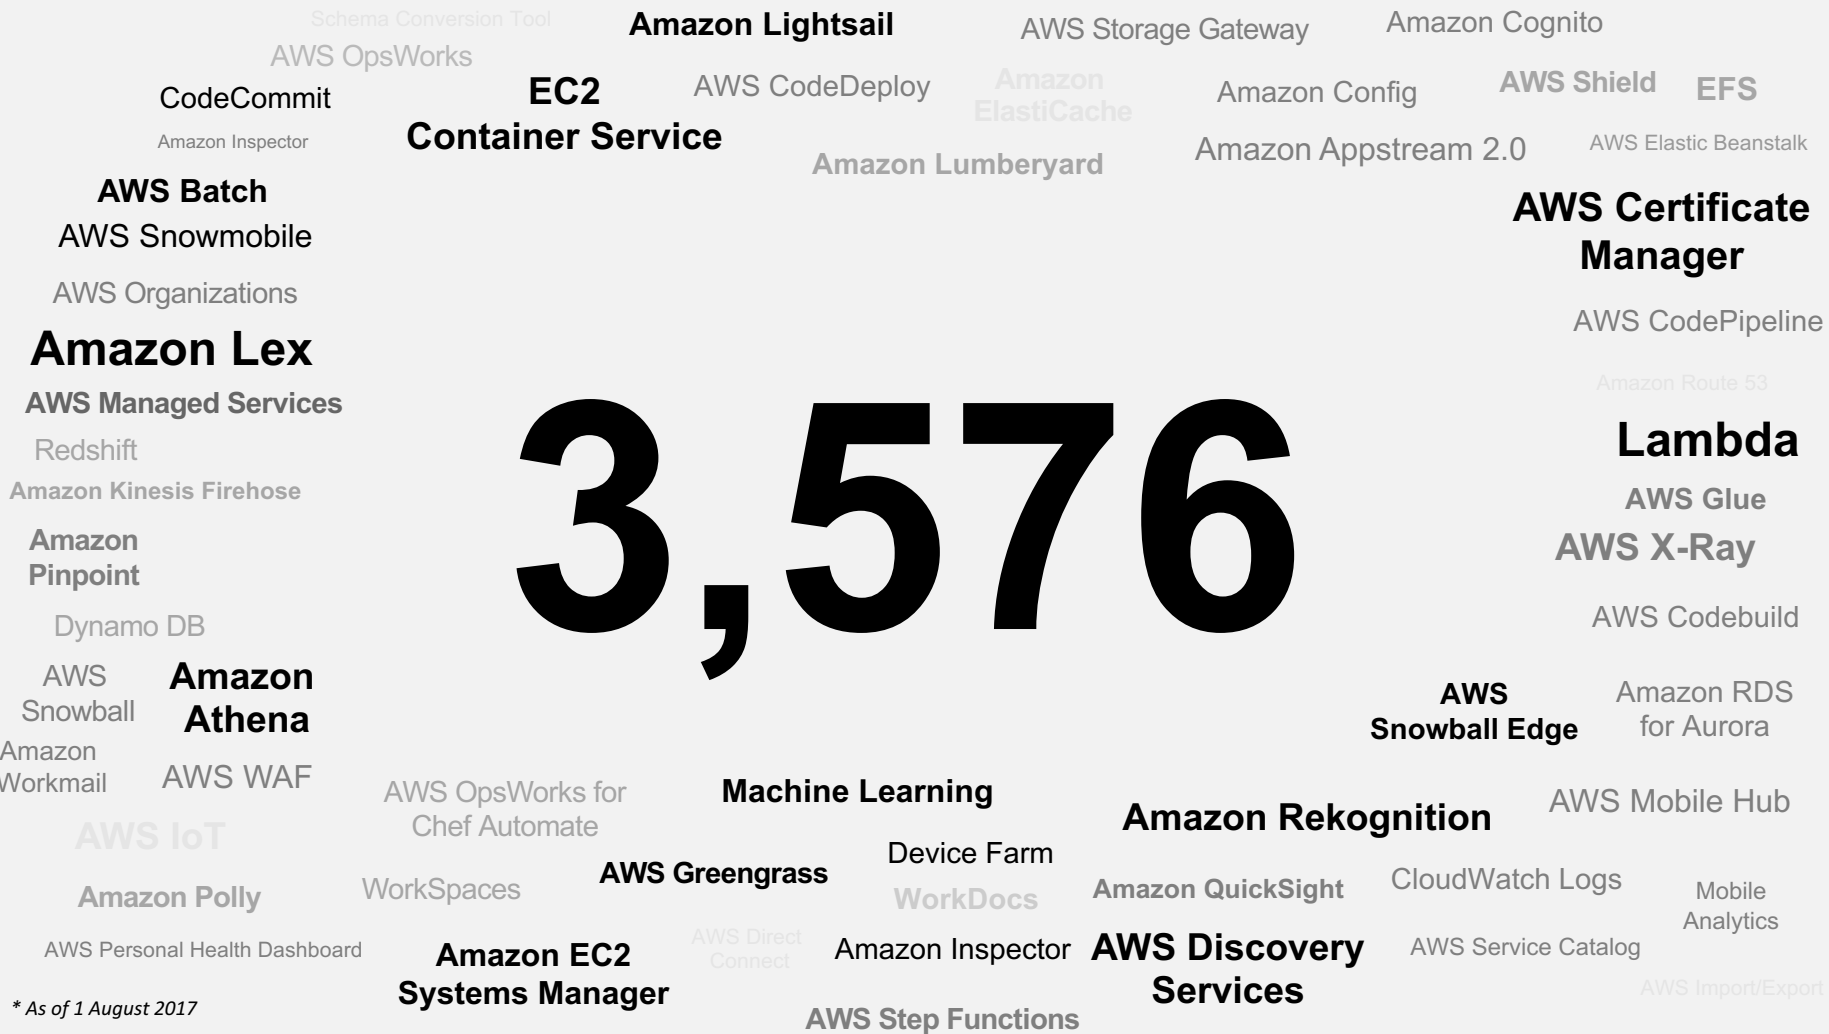 Schema Conversion Tool
Amazon Lightsail
AWS Storage Gateway
Amazon Cognito
AWS OpsWorks
CodeCommit
EC2
Container Service
AWS CodeDeploy
Amazon
ElastiCache
Amazon Config
AWS Shield
EFS
Amazon Inspector
Amazon Lumberyard
Amazon Appstream 2.0
AWS Elastic Beanstalk
AWS Batch
AWS Snowmobile
AWS Certificate
Manager
AWS Organizations
AWS CodePipeline
Amazon Lex
Amazon Route 53
AWS Managed Services
Redshift
Lambda
Amazon Kinesis Firehose
AWS Glue
3,576
Amazon
Pinpoint
AWS X-Ray
Dynamo DB
AWS Codebuild
AWS
Snowball
Amazon
Athena
AWS
Snowball Edge
Amazon RDS
for Aurora
Amazon
Workmail
AWS WAF
AWS OpsWorks for
Chef Automate
Machine Learning
Amazon Rekognition
AWS Mobile Hub
AWS IoT
Device Farm
AWS Greengrass
Amazon Polly
WorkSpaces
WorkDocs
Amazon QuickSight
CloudWatch Logs
Mobile
Analytics
AWS Personal Health Dashboard
Amazon EC2
Systems Manager
AWS Direct
Connect
Amazon Inspector
AWS Discovery
Services
AWS Service Catalog
AWS Import/Export
* As of 1 August 2017
AWS Step Functions